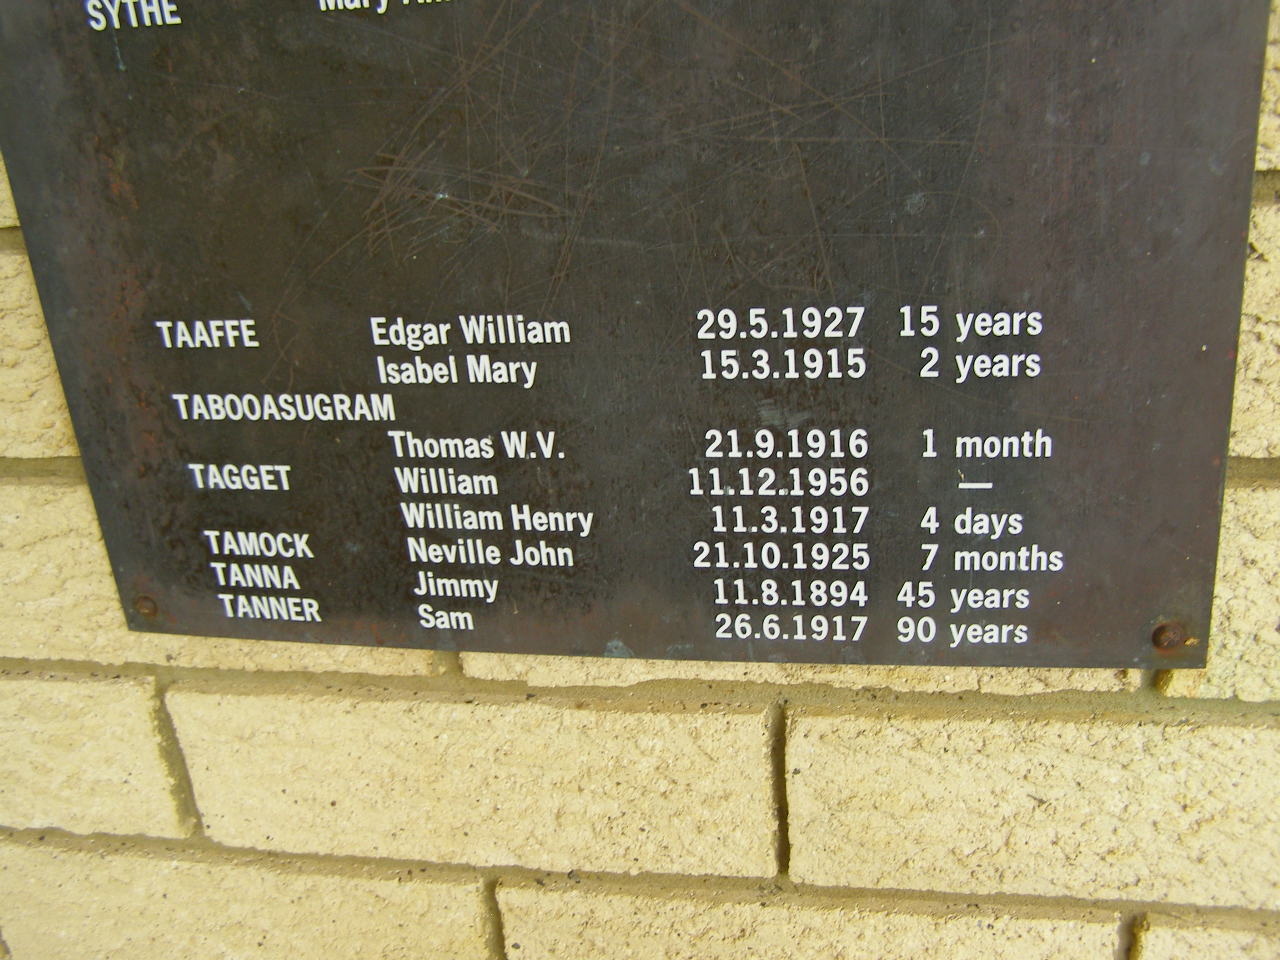 SYTHE Mary
TAAFFE Edgar William 29.5.1927 15 years
Isabel Mary 15.3.1915 2 years
TABOOASUGRAM
Thomas W.V. 21.9.1916 1 month
TAGGET William 11.12.1956 —
William Henry 11.3.1917 4 days
TAMOCK Neville John 21.10.1925 7 months
TANNA Jimmy 11.8.1894 45 years
TANNER Sam 26.6.1917 90 years